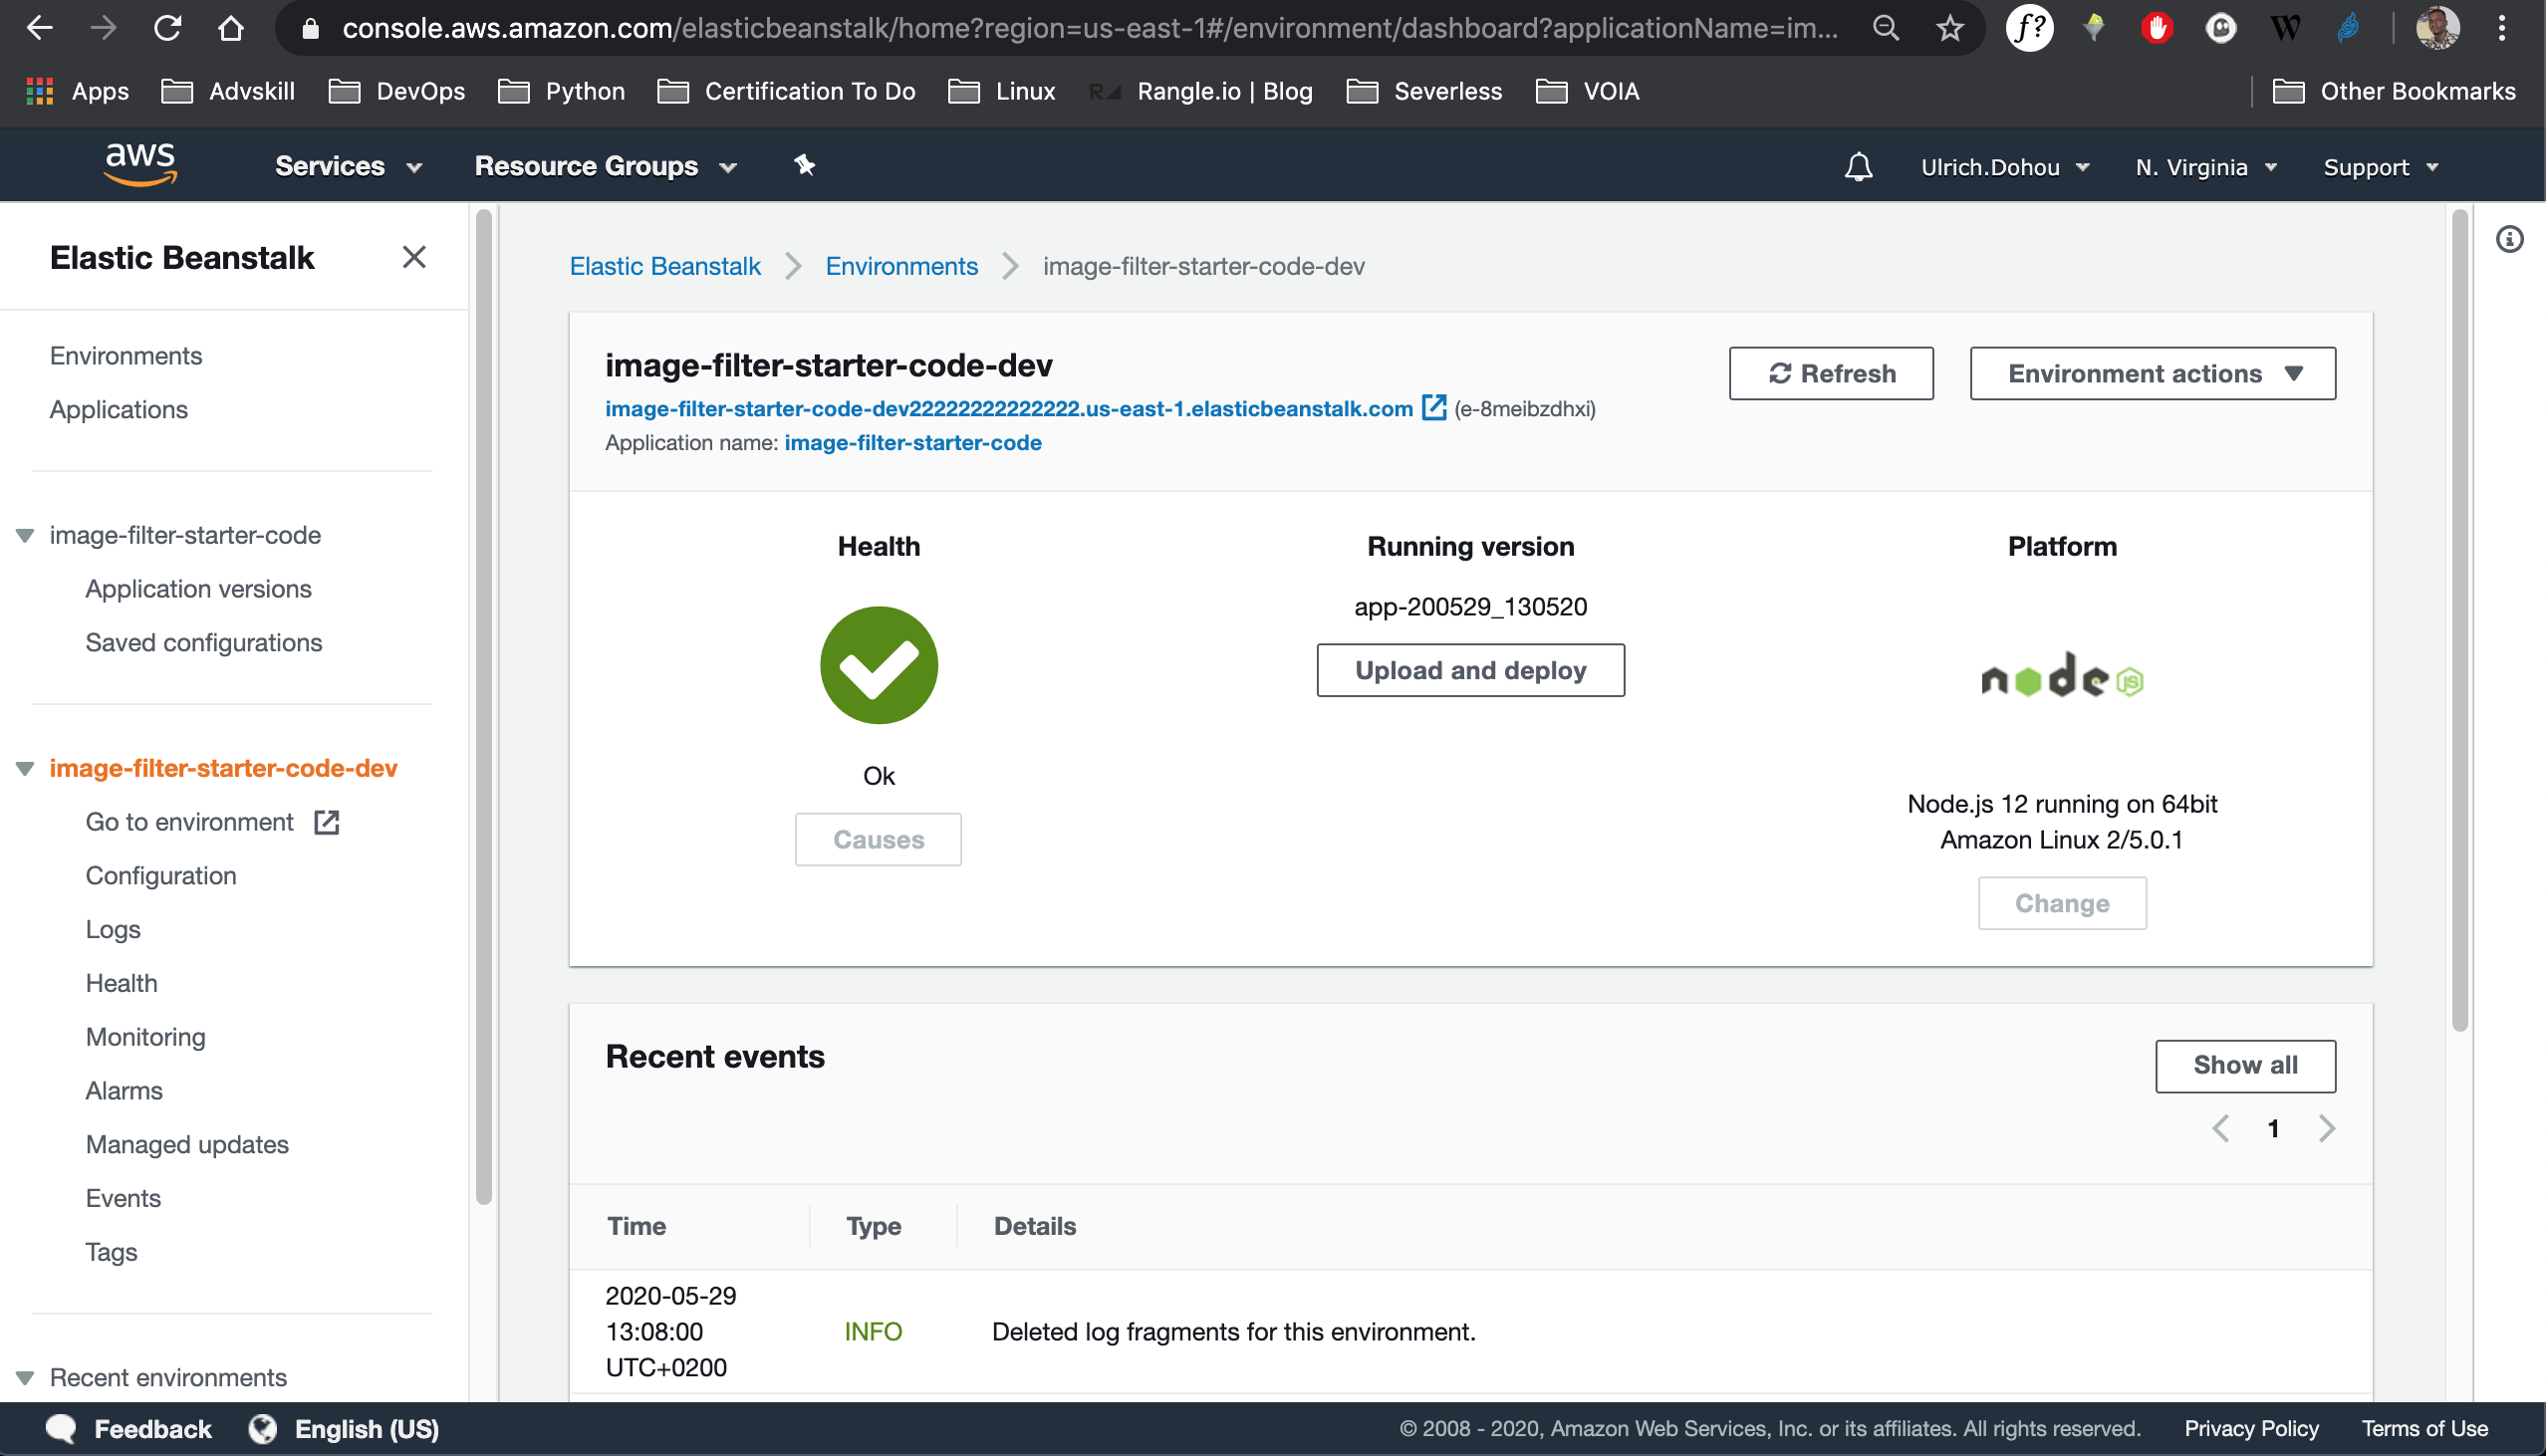 console.aws.amazon.com/elasticbeanstalk/home?region=us-east-1#/environment/dashboard?applicationName=im...
f?
W
Apps
Advskill
DevOps
Python
Certification To Do
Linux
Rangle.io | Blog
Severless
VOIA
Other Bookmarks
aws
Services
Resource Groups
Ulrich.Dohou
N. Virginia
Support
Elastic Beanstalk
Environments
Applications
image-filter-starter-code
Application versions
Saved configurations
image-filter-starter-code-dev
Go to environment
Configuration
Logs
Health
Monitoring
Alarms
Managed updates
Events
Tags
Recent environments
Elastic Beanstalk > Environments > image-filter-starter-code-dev
image-filter-starter-code-dev
image-filter-starter-code-dev22222222222222.us-east-1.elasticbeanstalk.com (e-8meibzdhxi)
Application name: image-filter-starter-code
Refresh
Environment actions
Health
Ok
Causes
Running version
app-200529_130520
Upload and deploy
Platform
node JS
Node.js 12 running on 64bit
Amazon Linux 2/5.0.1
Change
Recent events
Show all
1
Time Type Details
2020-05-29
13:08:00
UTC+0200
INFO
Deleted log fragments for this environment.
Feedback
English (US)
© 2008 - 2020, Amazon Web Services, Inc. or its affiliates. All rights reserved.
Privacy Policy
Terms of Use